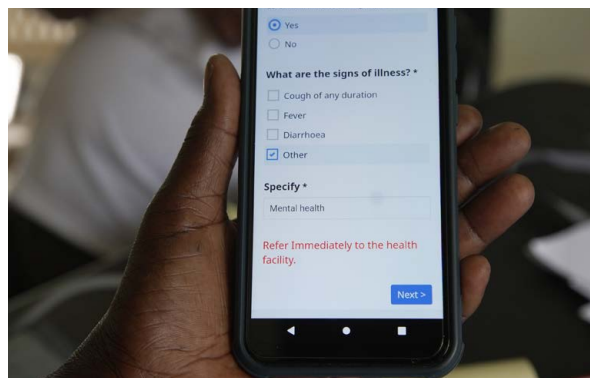 Yes
No
What are the signs of illness? *
Cough of any duration
Fever
Diarrhoea
Other
Specify *
Mental health
Refer Immediately to the health
facility.
Next >